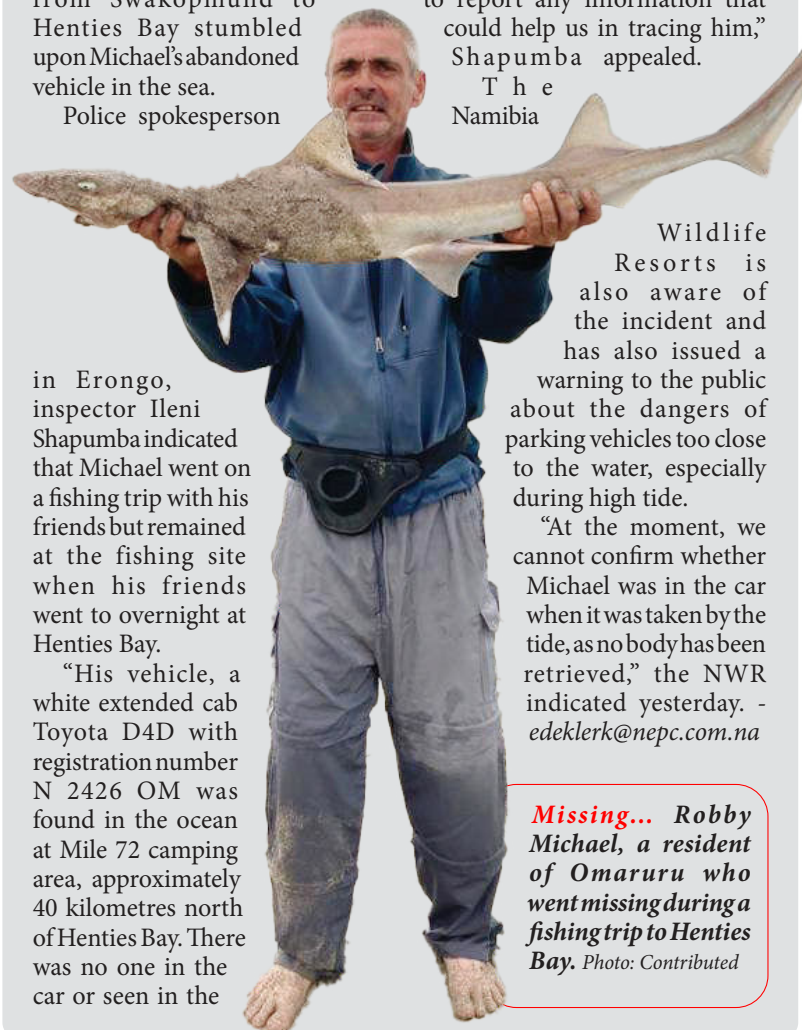 from Swakopmund to
Henties Bay stumbled
upon Michael's abandoned
vehicle in the sea.
Police spokesperson
in Erongo,
inspector Ileni
Shapumba indicated
that Michael went on
a fishing trip with his
friends but remained
at the fishing site
when his friends
went to overnight at
Henties Bay.
“His vehicle, a
white extended cab
Toyota D4D with
registration number
N 2426 OM was
found in the ocean
at Mile 72 camping
area, approximately
40 kilometres north
of Henties Bay. There
was no one in the
car or seen in the
to report any information that
could help us in tracing him,”
Shapumba appealed.
The
Namibia
Wildlife
Resorts is
also aware of
the incident and
has also issued a
warning to the public
about the dangers of
parking vehicles too close
to the water, especially
during high tide.
“At the moment, we
cannot confirm whether
Michael was in the car
when it was taken by the
tide, as no body has been
retrieved,” the NWR
indicated yesterday. -
edeklerk@nepc.com.na
Missing... Robby
Michael, a resident
of Omaruru who
went missing during a
fishing trip to Henties
Bay. Photo: Contributed